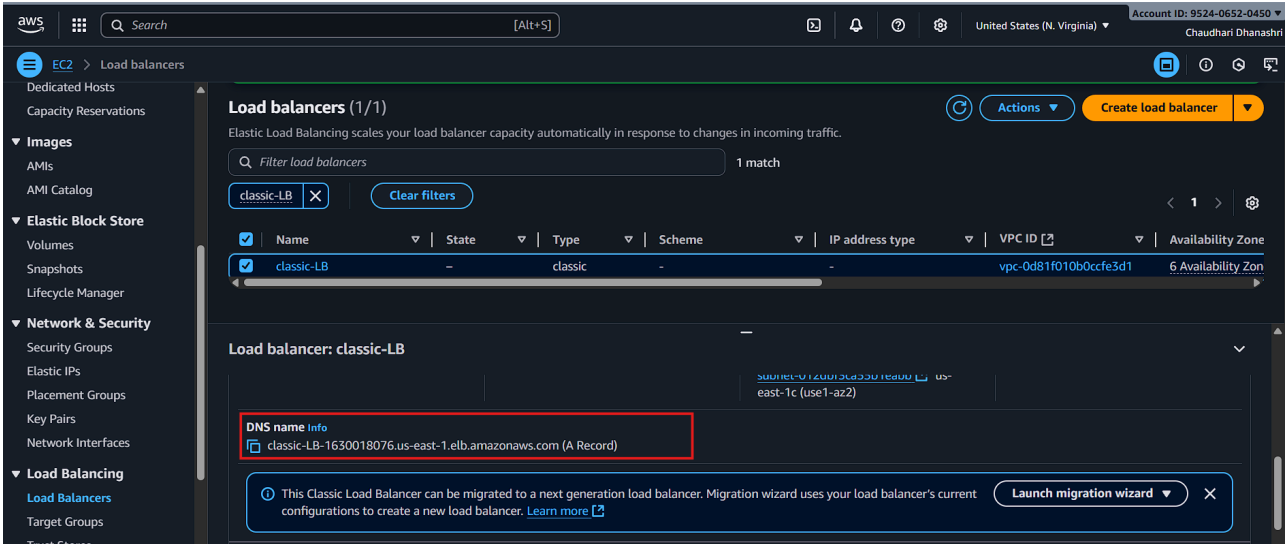 aws
Search [Alt+S]
United States (N. Virginia)
Account ID: 9524-0652-0450
Chaudhari Dhanashri
EC2 > Load balancers
Dedicated Hosts
Capacity Reservations
Images
AMIs
AMI Catalog
Elastic Block Store
Volumes
Snapshots
Lifecycle Manager
Network & Security
Security Groups
Elastic IPs
Placement Groups
Key Pairs
Network Interfaces
Load Balancing
Load Balancers
Target Groups
Load balancers (1/1)
Actions
Create load balancer
Elastic Load Balancing scales your load balancer capacity automatically in response to changes in incoming traffic.
Filter load balancers
1 match
classic-LB
Clear filters
1
Name State Type Scheme IP address type VPC ID Availability Zone
classic-LB – classic - - vpc-0d81f010b0ccfe3d1 6 Availability Zon
Load balancer: classic-LB
us-
east-1c (use1-az2)
DNS name Info
classic-LB-1630018076.us-east-1.elb.amazonaws.com (A Record)
This Classic Load Balancer can be migrated to a next generation load balancer. Migration wizard uses your load balancer's current
configurations to create a new load balancer. Learn more
Launch migration wizard